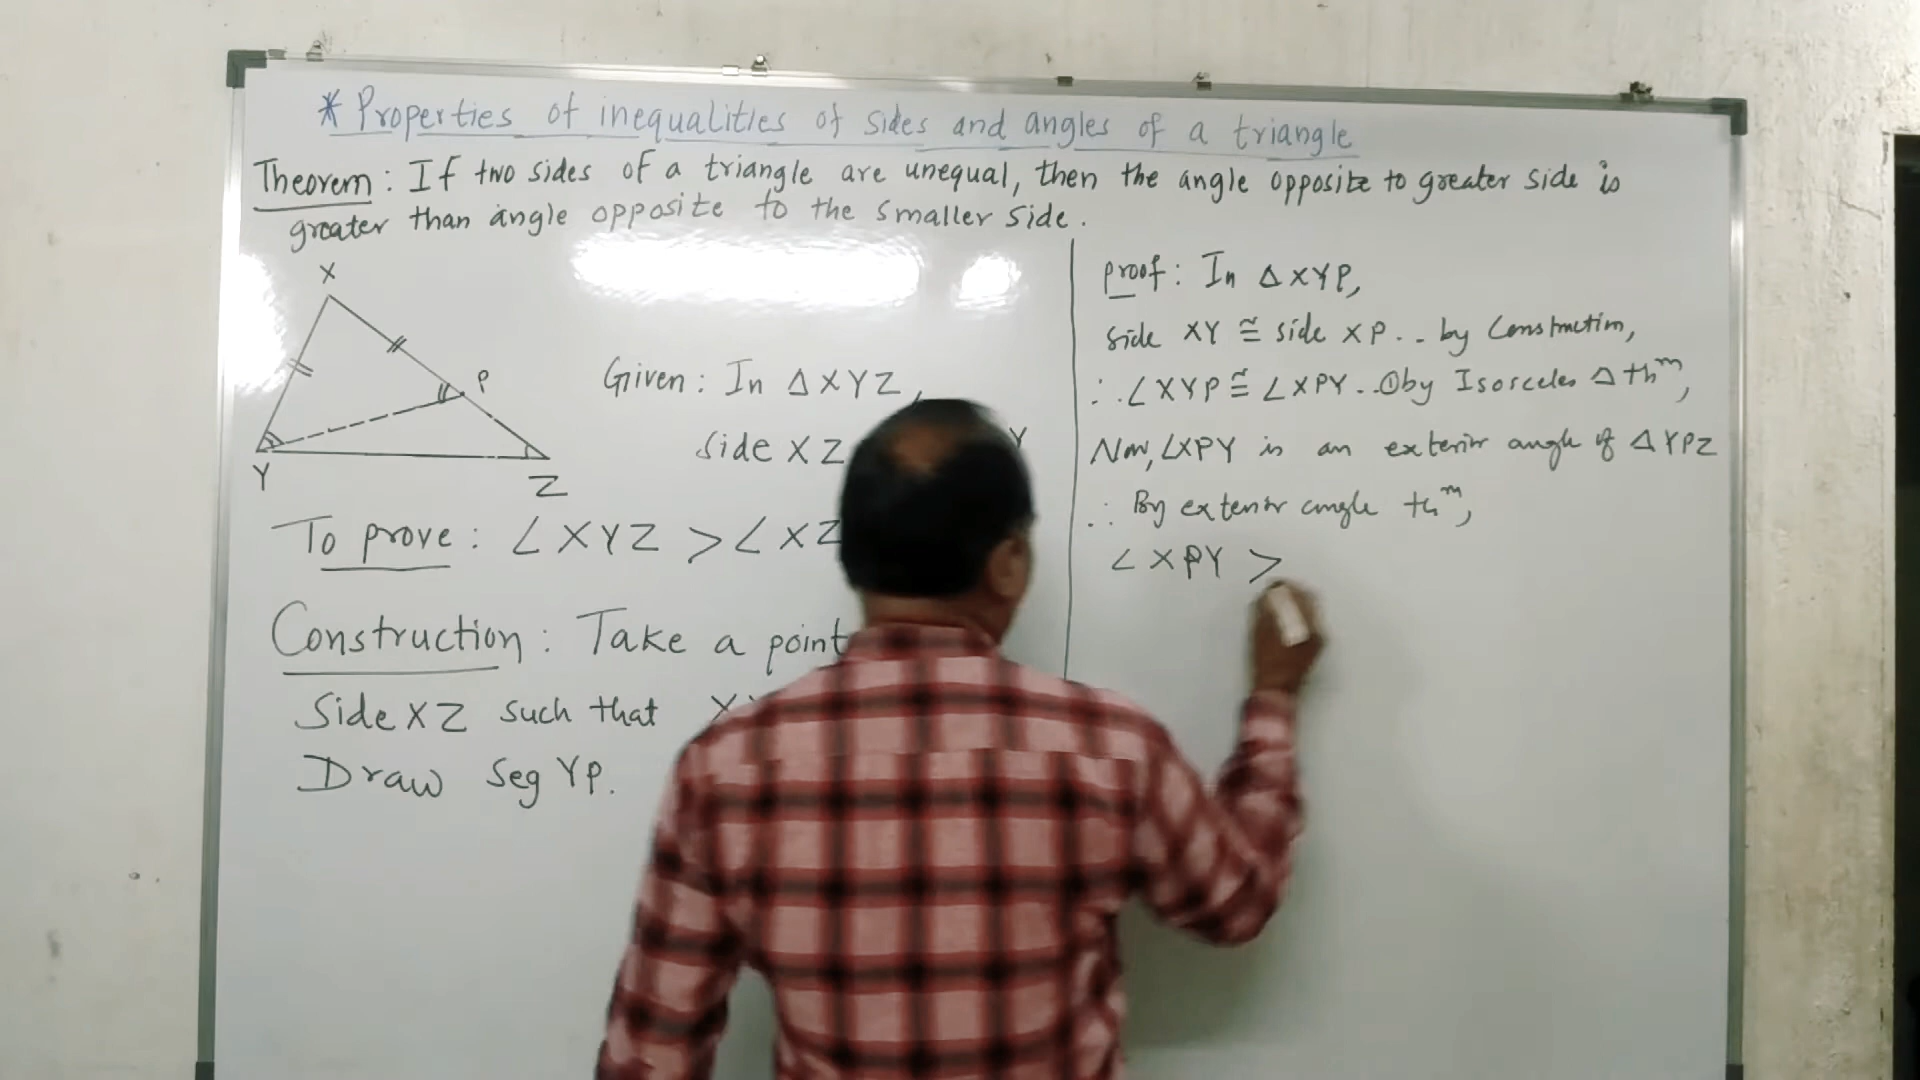 * Properties of inequalities of sides and angles of a triangle
Theorem : If two sides of a triangle are unequal, then the angle opposite to greater side is
greater than angle opposite to the smaller side.
X
P
Y
Z
Given : In Δ XYZ,
Side XZ Y
To prove : ∠ XYZ > ∠ XZ
Construction : Take a point
Side XZ such that
Draw seg YP.
Proof : In Δ XYP,
side XY ≅ side XP .. by Construction,
∴ ∠XYP ≅ ∠XPY .. ① by Isosceles Δ thm,
Now, ∠XPY is an exterior angle of Δ YPZ
∴ By exterior angle thm,
∠ XPY >